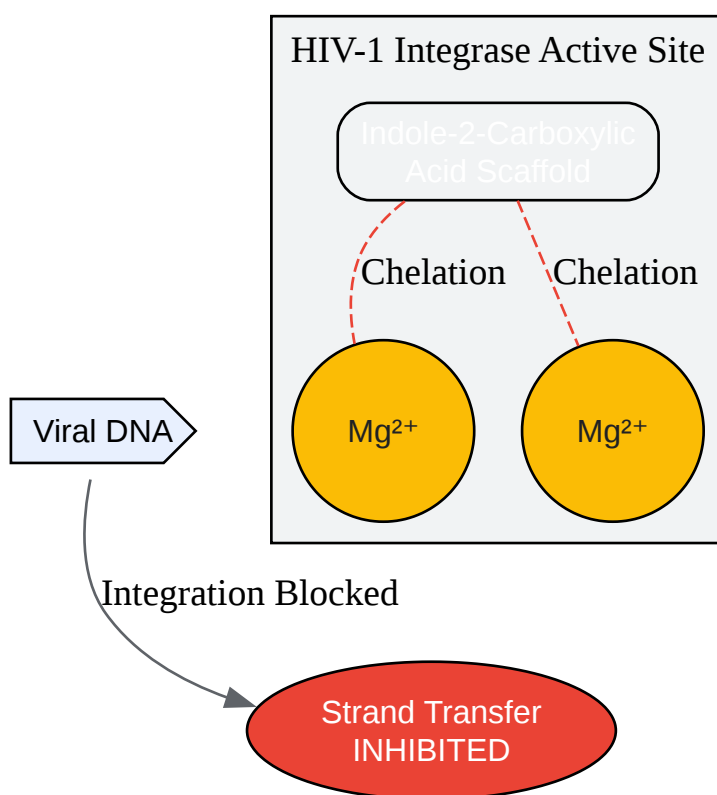 HIV-1 Integrase Active Site
Indole-2-Carboxylic
Acid Scaffold
Chelation
Chelation
Mg²⁺
Mg²⁺
Viral DNA
Integration Blocked
Strand Transfer
INHIBITED